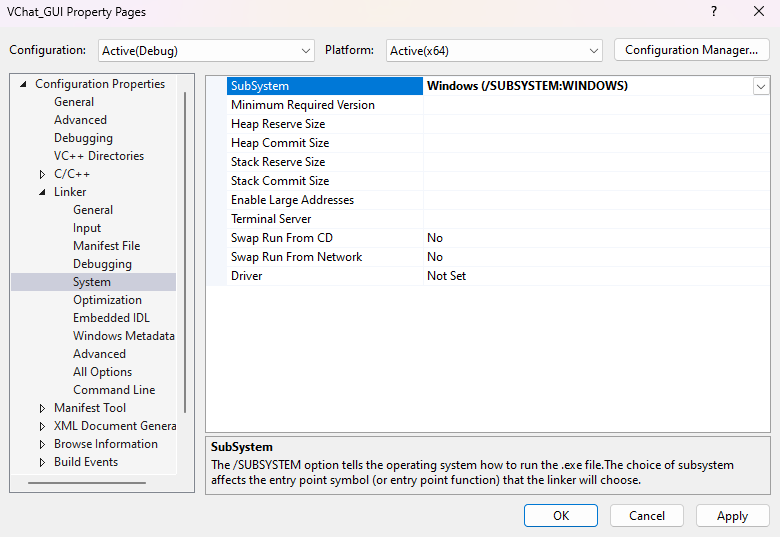 VChat_GUI Property Pages
?
Configuration:
Active(Debug)
Platform:
Active(x64)
Configuration Manager...
Configuration Properties
General
Advanced
Debugging
VC++ Directories
C/C++
Linker
General
Input
Manifest File
Debugging
System
Optimization
Embedded IDL
Windows Metadata
Advanced
All Options
Command Line
Manifest Tool
XML Document Genera
Browse Information
Build Events
SubSystem Windows (/SUBSYSTEM:WINDOWS)
Minimum Required Version
Heap Reserve Size
Heap Commit Size
Stack Reserve Size
Stack Commit Size
Enable Large Addresses
Terminal Server
Swap Run From CD No
Swap Run From Network No
Driver Not Set
SubSystem
The /SUBSYSTEM option tells the operating system how to run the .exe file.The choice of subsystem
affects the entry point symbol (or entry point function) that the linker will choose.
OK
Cancel
Apply